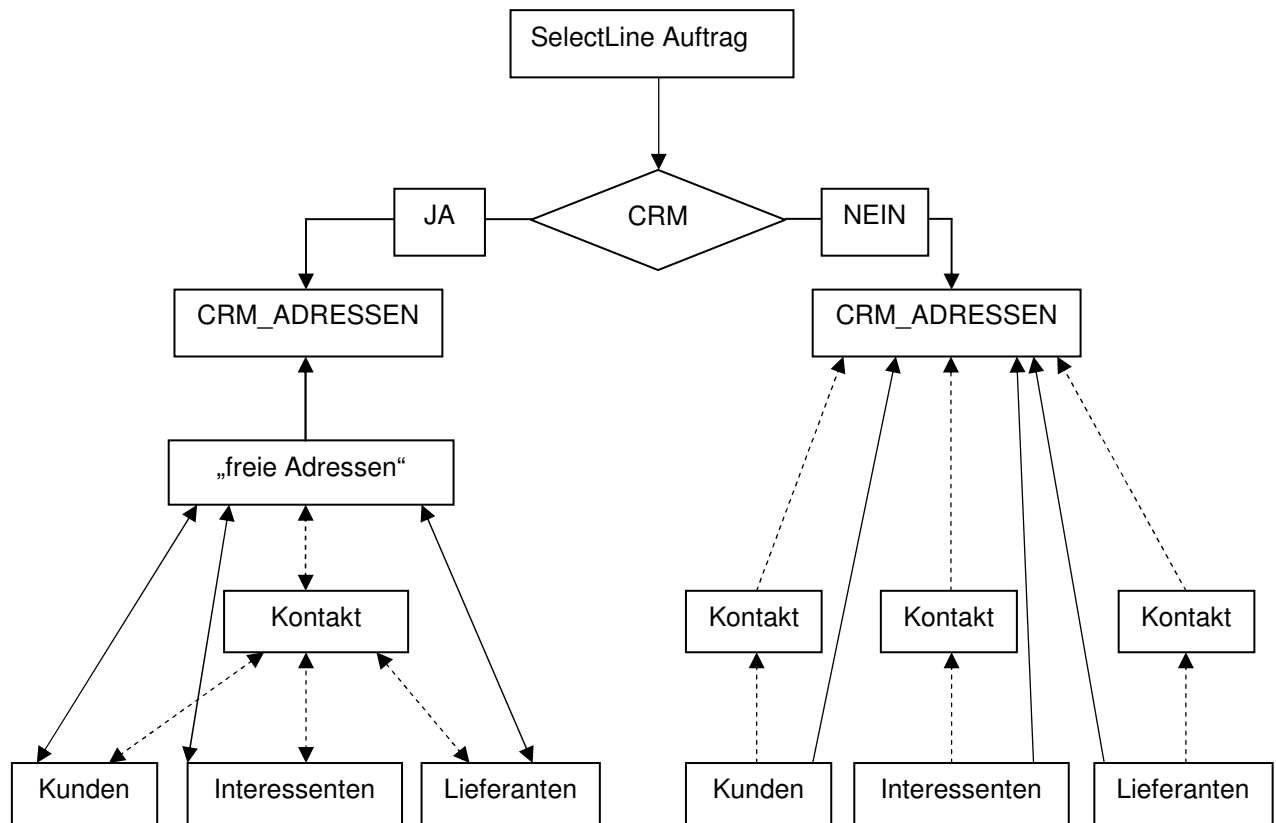 SelectLine Auftrag
JA
CRM
NEIN
CRM_ADRESSEN
CRM_ADRESSEN
„freie Adressen“
Kontakt
Kontakt
Kontakt
Kontakt
Kunden
Interessenten
Lieferanten
Kunden
Interessenten
Lieferanten